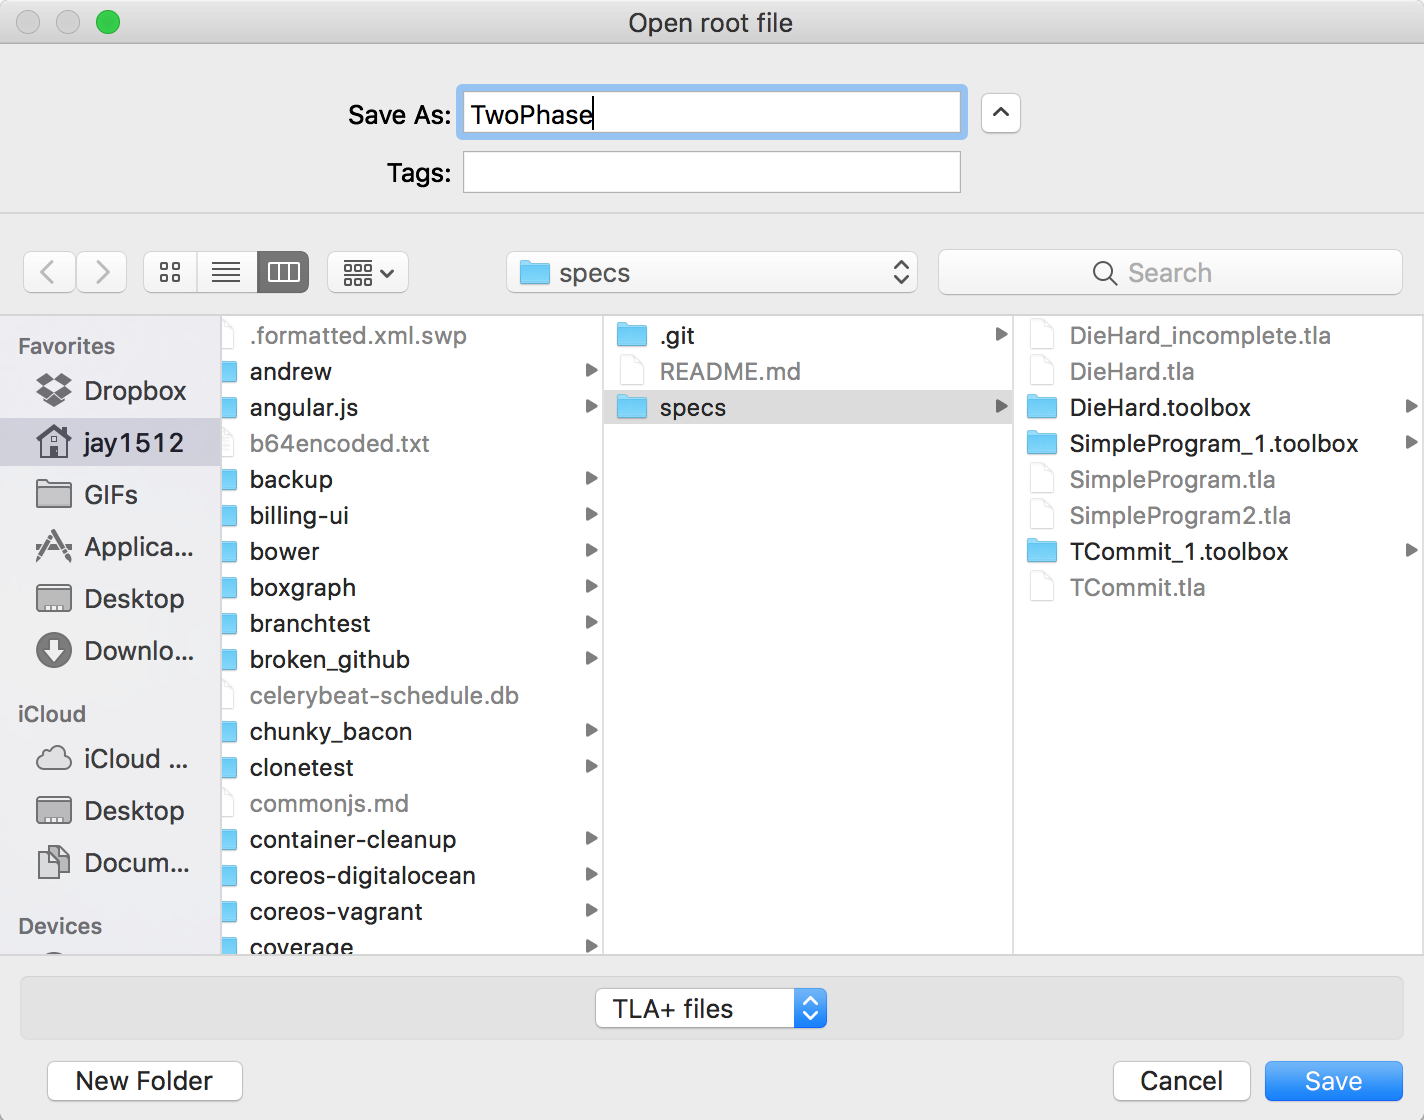 Open root file
Save As: TwoPhase
Tags:
specs
Search
Favorites
Dropbox
jay1512
GIFs
Applica...
Desktop
Downlo...
iCloud
iCloud ...
Desktop
Docum...
Devices
.formatted.xml.swp
andrew
angular.js
b64encoded.txt
backup
billing-ui
bower
boxgraph
branchtest
broken_github
celerybeat-schedule.db
chunky_bacon
clonetest
commonjs.md
container-cleanup
coreos-digitalocean
coreos-vagrant
coverage
.git
README.md
specs
DieHard_incomplete.tla
DieHard.tla
DieHard.toolbox
SimpleProgram_1.toolbox
SimpleProgram.tla
SimpleProgram2.tla
TCommit_1.toolbox
TCommit.tla
TLA+ files
New Folder
Cancel
Save